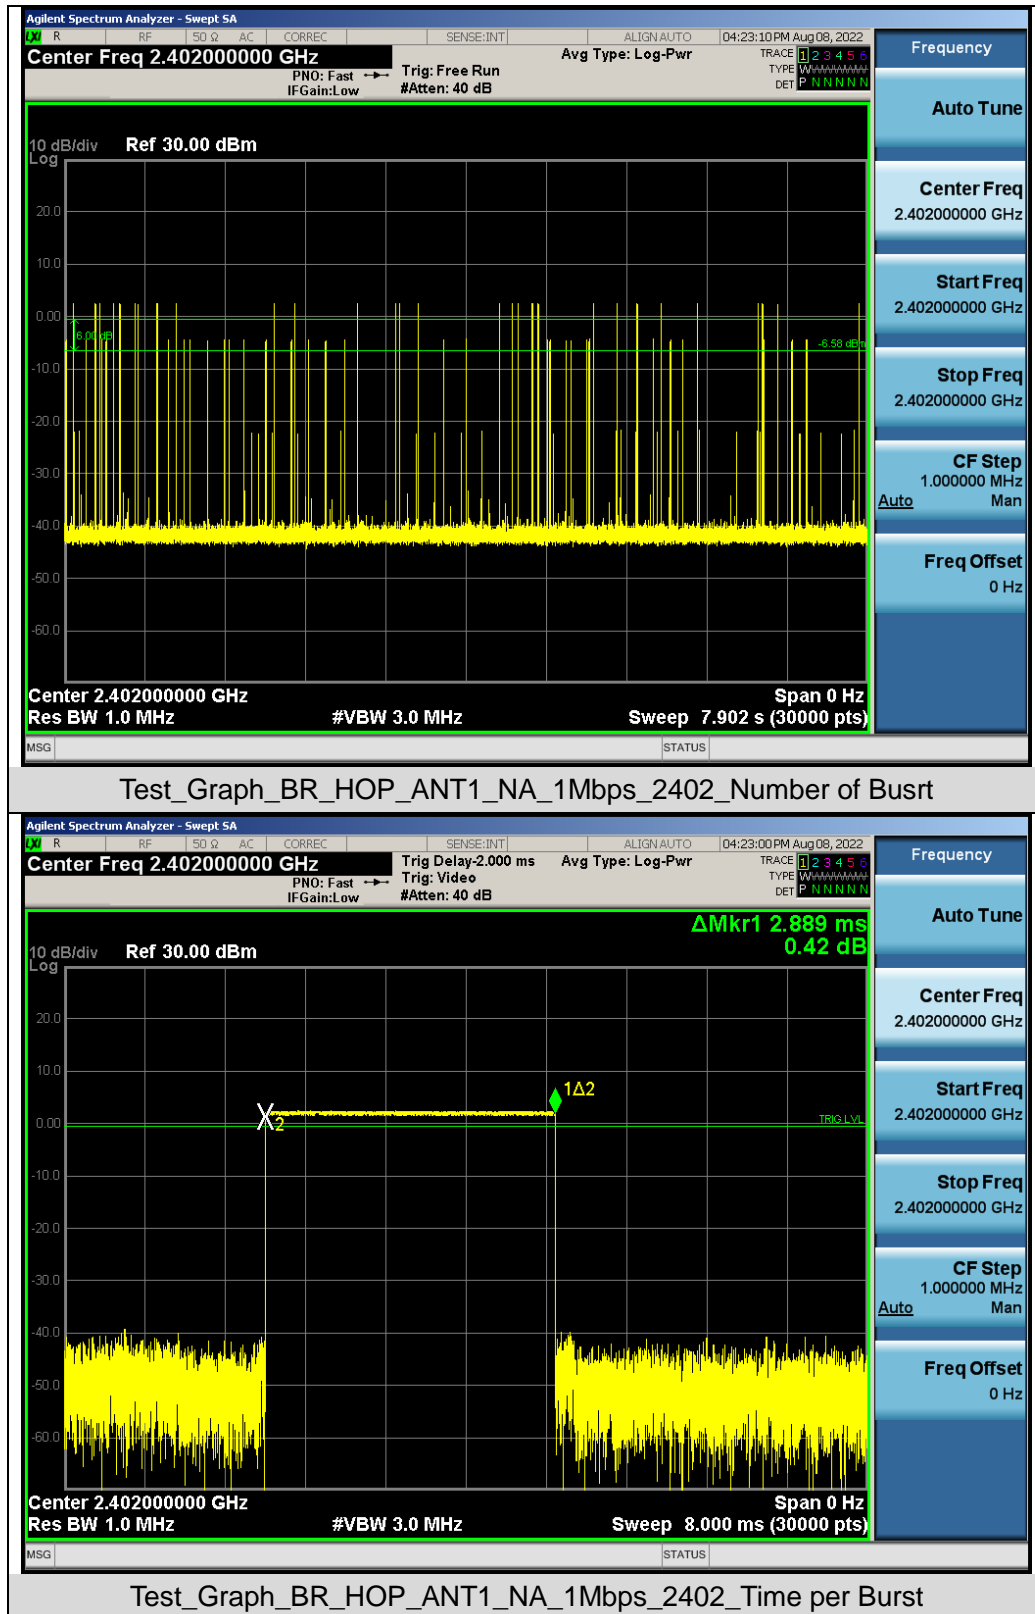 Agilent Spectrum Analyzer - Swept SA
LXI R RF 50 Ω AC CORREC SENSE:INT ALIGN AUTO 04:23:10 PM Aug 08, 2022
Center Freq 2.402000000 GHz Avg Type: Log-Pwr TRACE 1 2 3 4 5 6
PNO: Fast Trig: Free Run TYPE WWWWWW
IFGain:Low #Atten: 40 dB DET P N N N N N
10 dB/div Ref 30.00 dBm
Log
20.0
10.0
0.00
6.00 dB
-6.58 dBm
-10.0
-20.0
-30.0
-40.0
-50.0
-60.0
Center 2.402000000 GHz Span 0 Hz
Res BW 1.0 MHz #VBW 3.0 MHz Sweep 7.902 s (30000 pts)
MSG STATUS
Frequency
Auto Tune
Center Freq
2.402000000 GHz
Start Freq
2.402000000 GHz
Stop Freq
2.402000000 GHz
CF Step
1.000000 MHz
Auto Man
Freq Offset
0 Hz
Test_Graph_BR_HOP_ANT1_NA_1Mbps_2402_Number of Busrt
Agilent Spectrum Analyzer - Swept SA
LXI R RF 50 Ω AC CORREC SENSE:INT ALIGN AUTO 04:23:00 PM Aug 08, 2022
Center Freq 2.402000000 GHz Trig Delay-2.000 ms Avg Type: Log-Pwr TRACE 1 2 3 4 5 6
PNO: Fast Trig: Video TYPE WWWWWW
IFGain:Low #Atten: 40 dB DET P N N N N N
ΔMkr1 2.889 ms
0.42 dB
10 dB/div Ref 30.00 dBm
Log
20.0
10.0
1Δ2
0.00
2
TRIG LVL
-10.0
-20.0
-30.0
-40.0
-50.0
-60.0
Center 2.402000000 GHz Span 0 Hz
Res BW 1.0 MHz #VBW 3.0 MHz Sweep 8.000 ms (30000 pts)
MSG STATUS
Frequency
Auto Tune
Center Freq
2.402000000 GHz
Start Freq
2.402000000 GHz
Stop Freq
2.402000000 GHz
CF Step
1.000000 MHz
Auto Man
Freq Offset
0 Hz
Test_Graph_BR_HOP_ANT1_NA_1Mbps_2402_Time per Burst